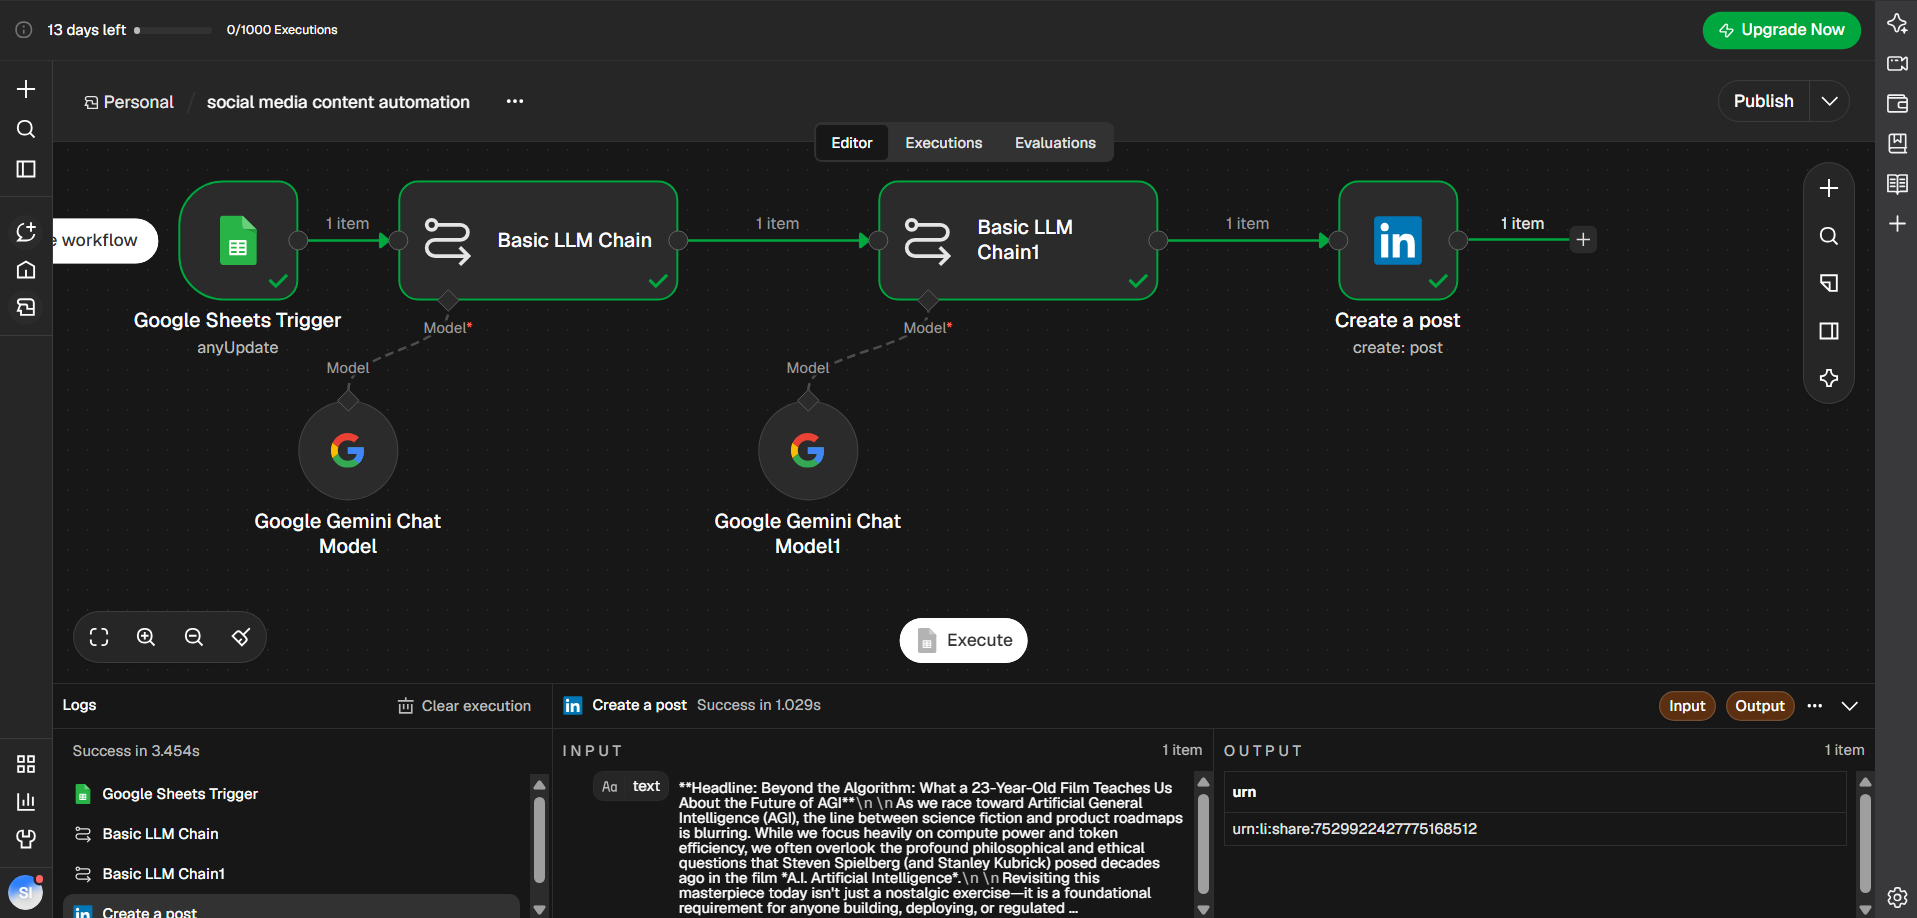 13 days left
0/1000 Executions
Upgrade Now
Personal / social media content automation
Publish
Editor
Executions
Evaluations
e workflow
1 item
1 item
1 item
1 item
Basic LLM Chain
Basic LLM
Chain1
in
Google Sheets Trigger
anyUpdate
Model*
Model*
Create a post
create: post
Model
Model
Google Gemini Chat
Model
Google Gemini Chat
Model1
Execute
Logs
Clear execution
in Create a post Success in 1.029s
Input
Output
Success in 3.454s
Google Sheets Trigger
Basic LLM Chain
Basic LLM Chain1
in Create a post
INPUT
1 item
Aa text
**Headline: Beyond the Algorithm: What a 23-Year-Old Film Teaches Us
About the Future of AGI**\n \n As we race toward Artificial General
Intelligence (AGI), the line between science fiction and product roadmaps
is blurring. While we focus heavily on compute power and token
efficiency, we often overlook the profound philosophical and ethical
questions that Steven Spielberg (and Stanley Kubrick) posed decades
ago in the film *A.I. Artificial Intelligence*.\n \n Revisiting this
masterpiece today isn't just a nostalgic exercise—it is a foundational
requirement for anyone building, deploying, or regulated ...
OUTPUT
1 item
urn
urn:li:share:7529922427775168512
SI